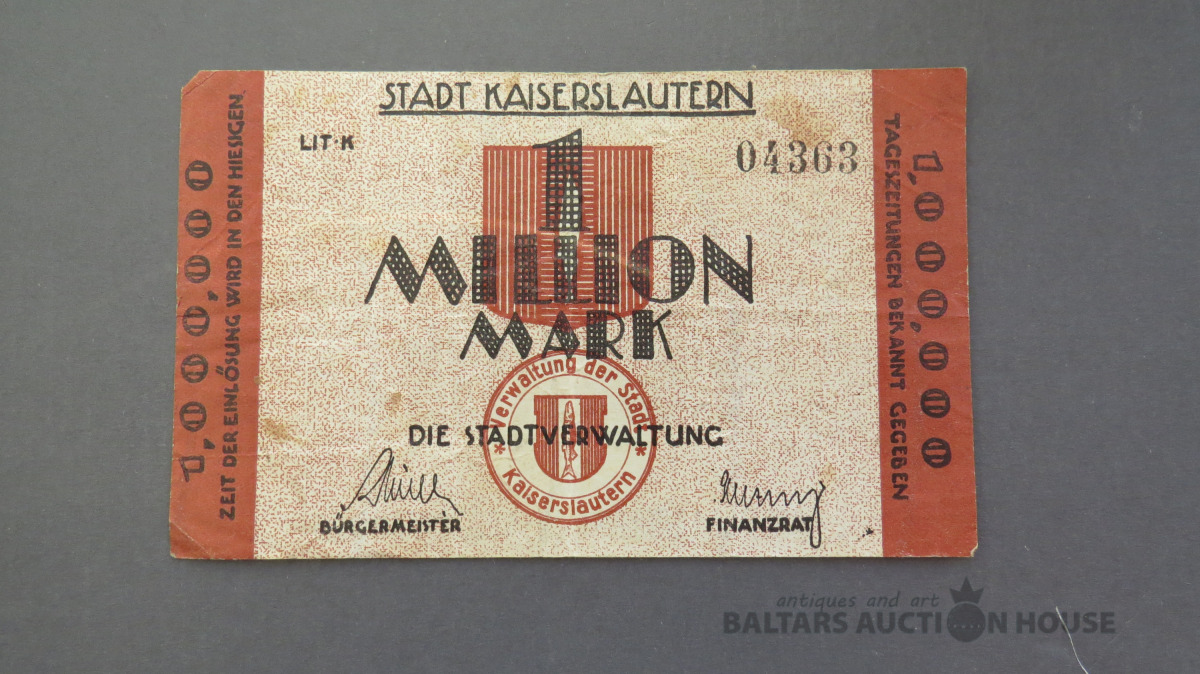 STADT KAISERSLAUTERN
LIT·K
04363
1
MILLION
MARK
DIE STADTVERWALTUNG
* Verwaltung der Stadt *
Kaiserslautern
BÜRGERMEISTER
FINANZRAT
1,000,000
ZEIT DER EINLÖSUNG WIRD IN DEN HIESIGEN
TAGESZEITUNGEN BEKANNT GEGEBEN
1,000,000
antiques and art
BALTARS AUCTION HOUSE